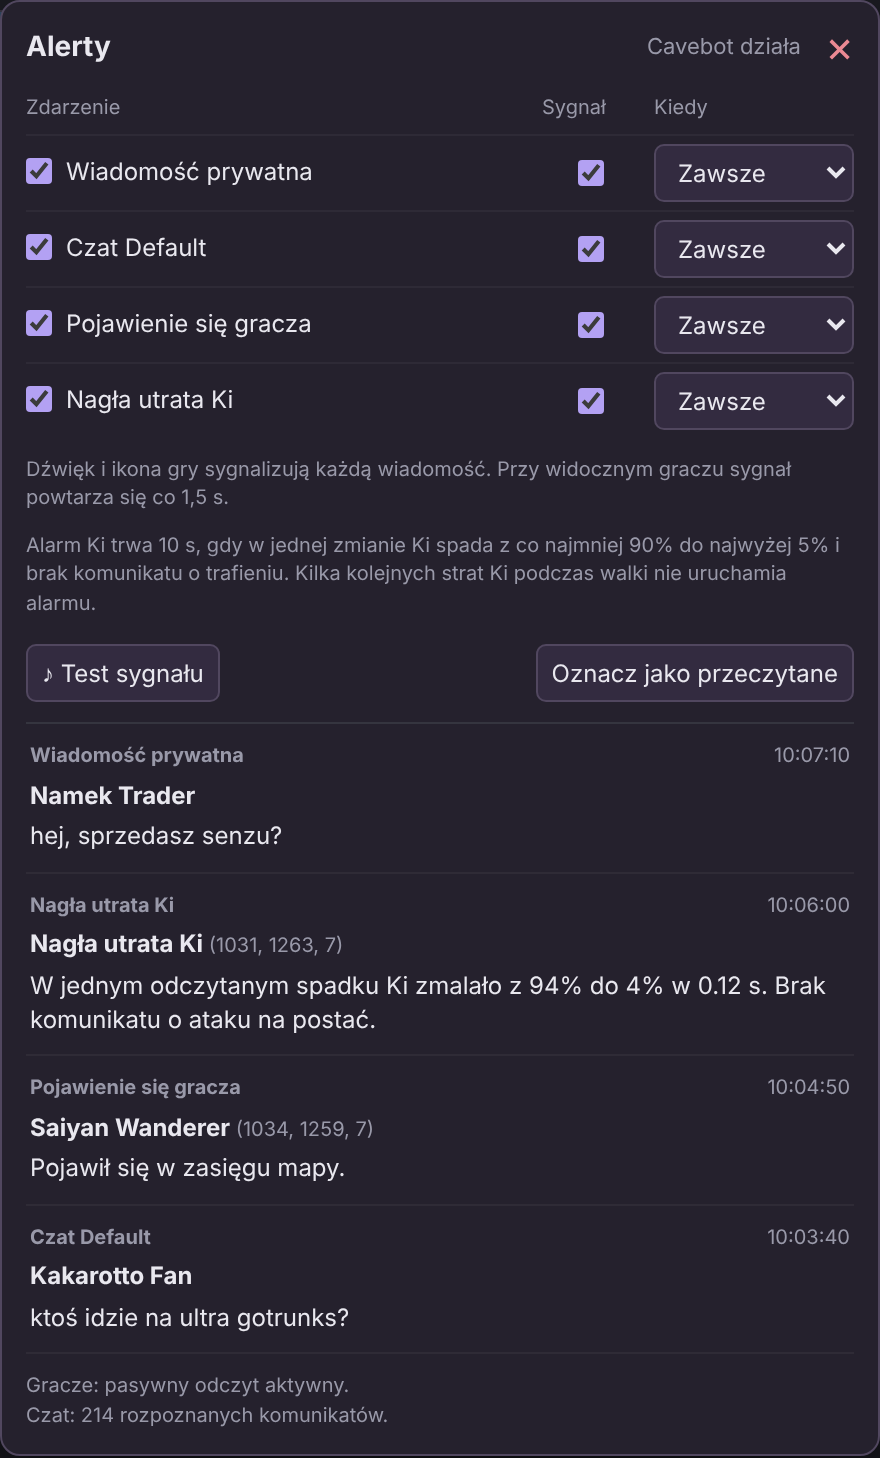 Alerty
Cavebot działa
Zdarzenie Sygnał Kiedy
Wiadomość prywatna Zawsze
Czat Default Zawsze
Pojawienie się gracza Zawsze
Nagła utrata Ki Zawsze
Dźwięk i ikona gry sygnalizują każdą wiadomość. Przy widocznym graczu sygnał
powtarza się co 1,5 s.
Alarm Ki trwa 10 s, gdy w jednej zmianie Ki spada z co najmniej 90% do najwyżej 5% i
brak komunikatu o trafieniu. Kilka kolejnych strat Ki podczas walki nie uruchamia
alarmu.
♪ Test sygnału
Oznacz jako przeczytane
Wiadomość prywatna 10:07:10
Namek Trader
hej, sprzedasz senzu?
Nagła utrata Ki 10:06:00
Nagła utrata Ki (1031, 1263, 7)
W jednym odczytanym spadku Ki zmalało z 94% do 4% w 0.12 s. Brak
komunikatu o ataku na postać.
Pojawienie się gracza 10:04:50
Saiyan Wanderer (1034, 1259, 7)
Pojawił się w zasięgu mapy.
Czat Default 10:03:40
Kakarotto Fan
ktoś idzie na ultra gotrunks?
Gracze: pasywny odczyt aktywny.
Czat: 214 rozpoznanych komunikatów.